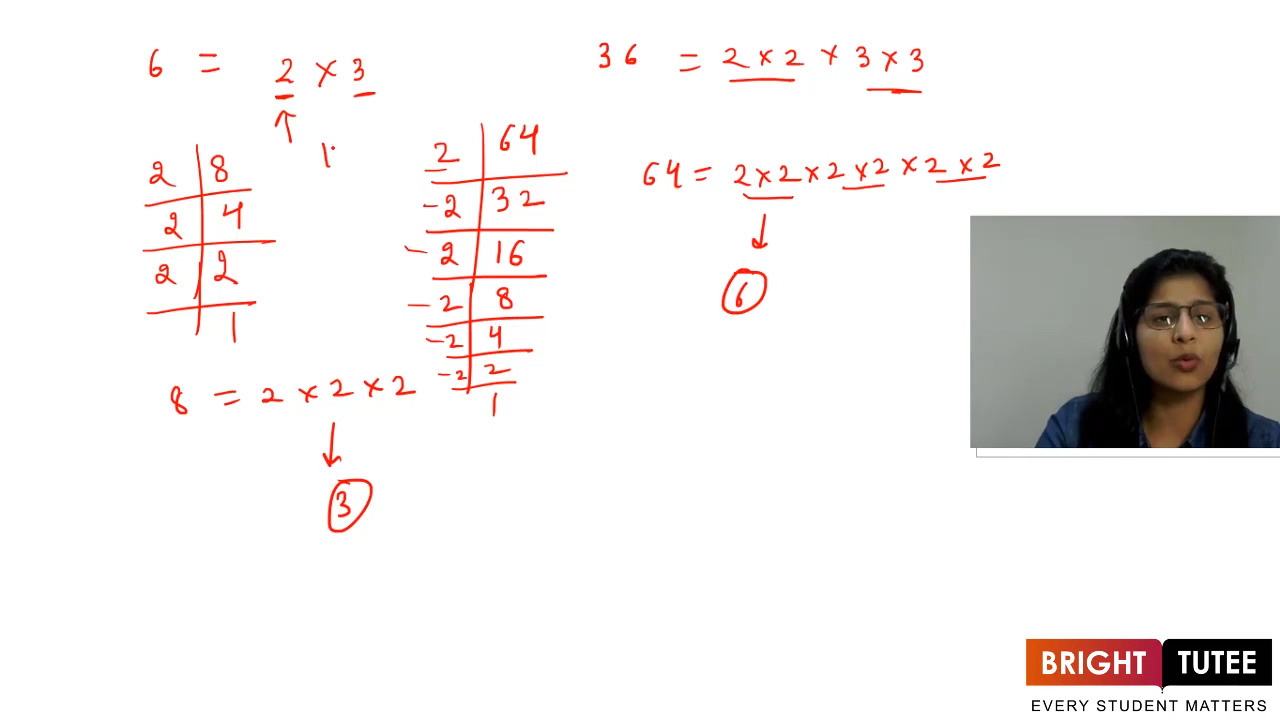 6 = 2 × 3
36 = 2 × 2 × 3 × 3
2 | 8
2 | 4
2 | 2
1
2 | 64
2 | 32
2 | 16
2 | 8
2 | 4
2 | 2
1
64 = 2 × 2 × 2 × 2 × 2 × 2
6
8 = 2 × 2 × 2
3
BRIGHT TUTEE
EVERY STUDENT MATTERS